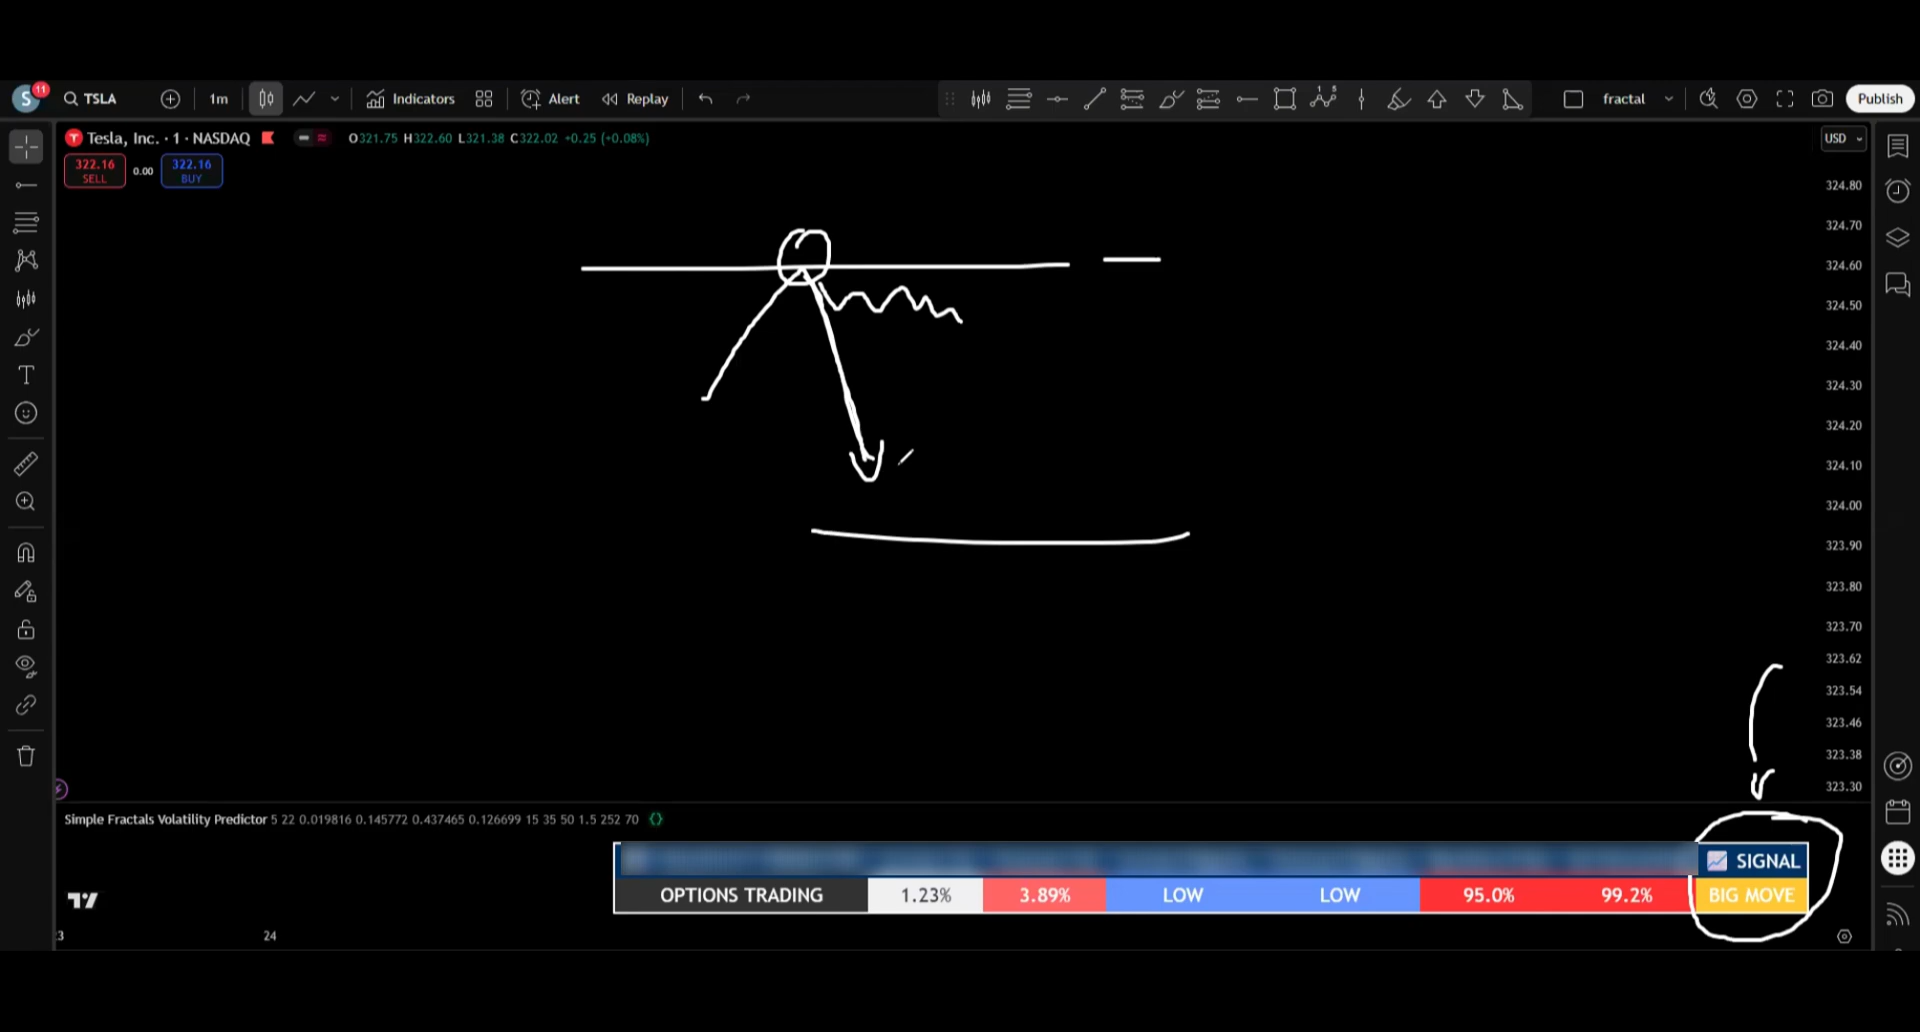 S 11 TSLA 1m Indicators Alert Replay fractal Publish
Tesla, Inc. · 1 · NASDAQ O321.75 H322.60 L321.38 C322.02 +0.25 (+0.08%) USD
322.16 0.00 322.16
SELL BUY
324.80
324.70
324.60
324.50
324.40
324.30
324.20
324.10
324.00
323.90
323.80
323.70
323.62
323.54
323.46
323.38
323.30
Simple Fractals Volatility Predictor 5 22 0.019816 0.145772 0.437465 0.126699 15 35 50 1.5 252 70
SIGNAL
OPTIONS TRADING 1.23% 3.89% LOW LOW 95.0% 99.2% BIG MOVE
3 24